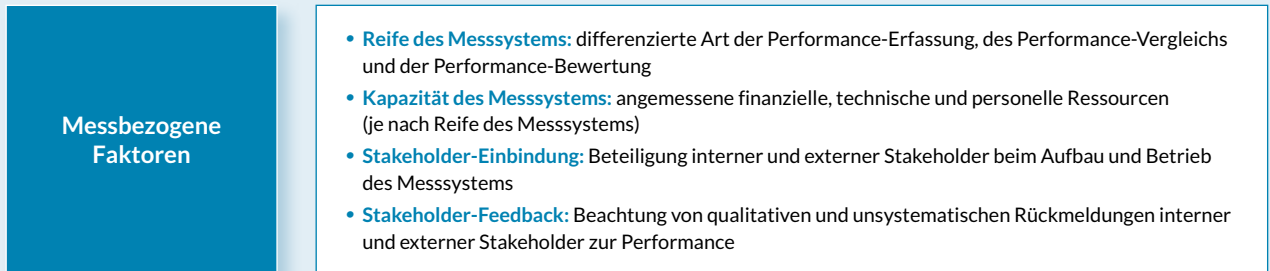 Messbezogene
Faktoren
• Reife des Messsystems: differenzierte Art der Performance-Erfassung, des Performance-Vergleichs
und der Performance-Bewertung
• Kapazität des Messsystems: angemessene finanzielle, technische und personelle Ressourcen
(je nach Reife des Messsystems)
• Stakeholder-Einbindung: Beteiligung interner und externer Stakeholder beim Aufbau und Betrieb
des Messsystems
• Stakeholder-Feedback: Beachtung von qualitativen und unsystematischen Rückmeldungen interner
und externer Stakeholder zur Performance